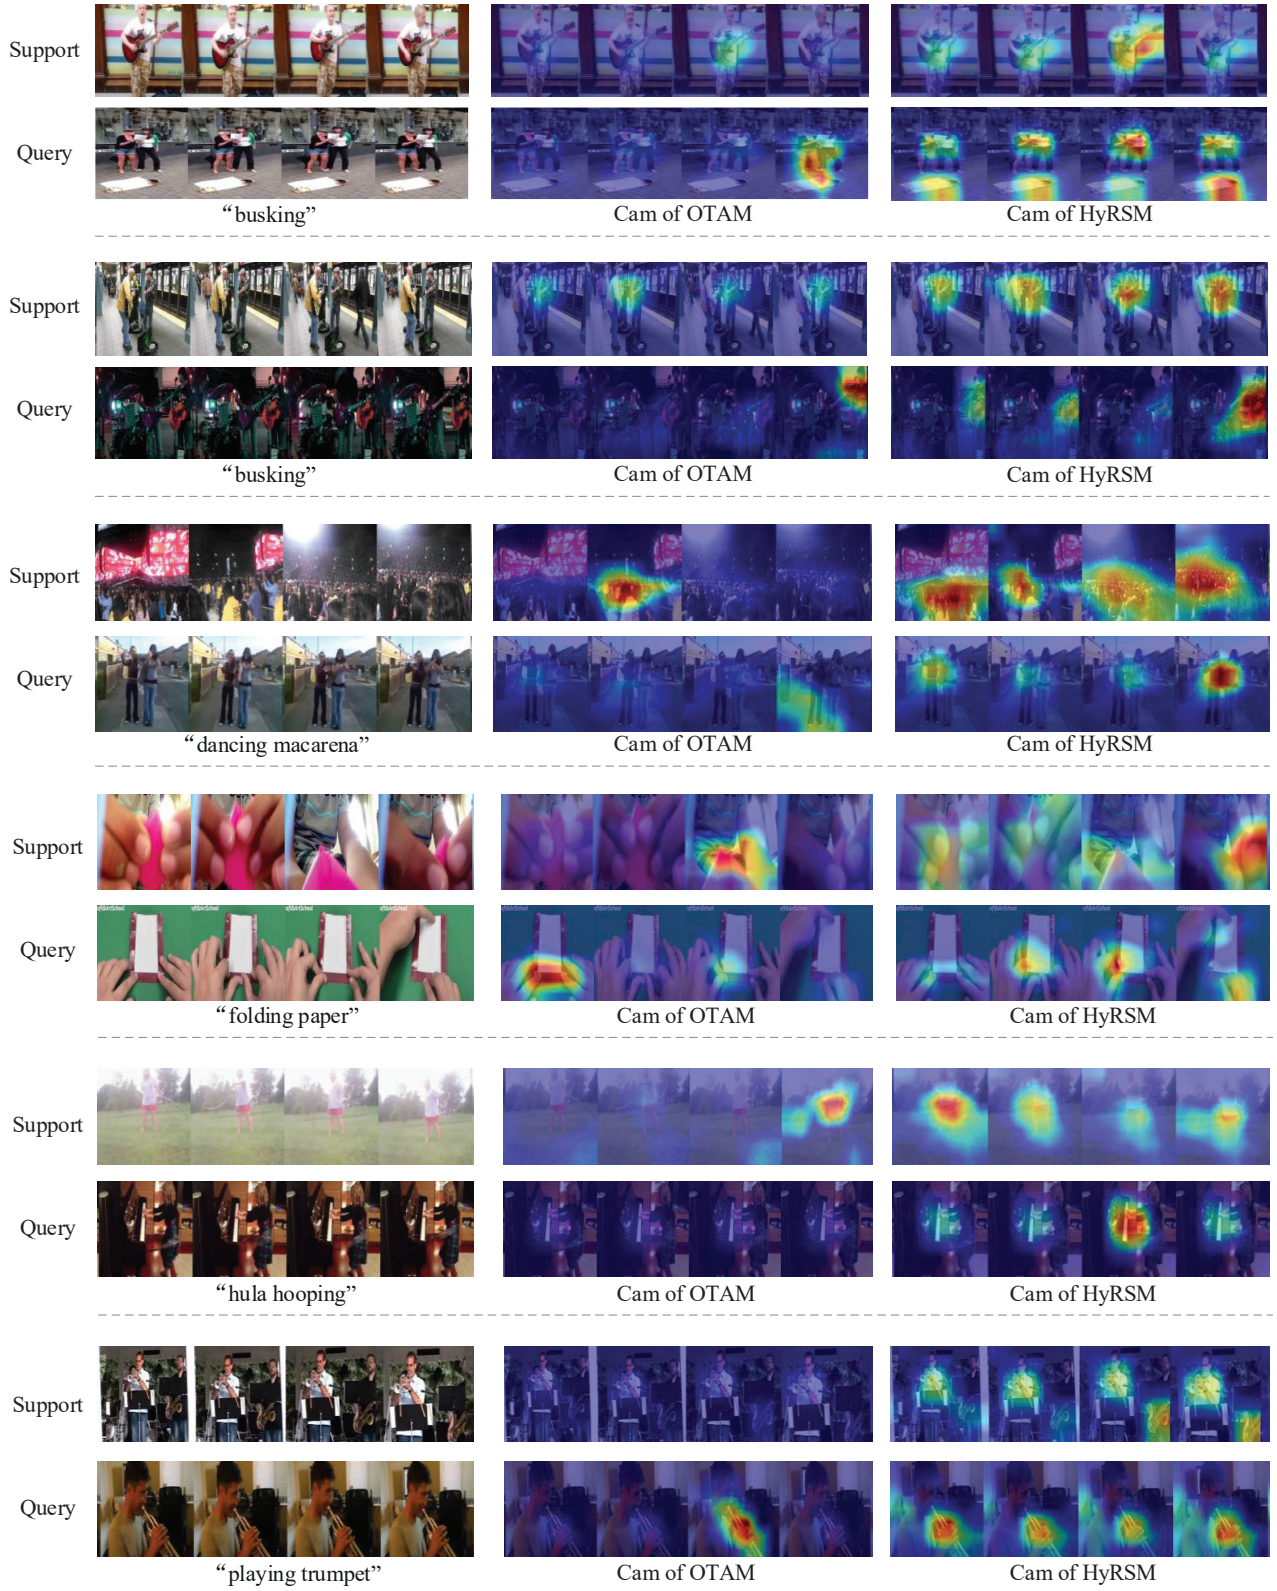 Support
Query
“busking” Cam of OTAM Cam of HyRSM
Support
Query
“busking” Cam of OTAM Cam of HyRSM
Support
Query
“dancing macarena” Cam of OTAM Cam of HyRSM
Support
Query
“folding paper” Cam of OTAM Cam of HyRSM
Support
Query
“hula hooping” Cam of OTAM Cam of HyRSM
Support
Query
“playing trumpet” Cam of OTAM Cam of HyRSM